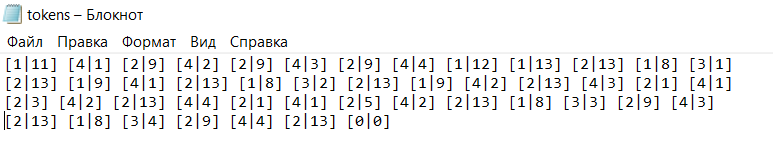 tokens – Блокнот
Файл Правка Формат Вид Справка
[1|11] [4|1] [2|9] [4|2] [2|9] [4|3] [2|9] [4|4] [1|12] [1|13] [2|13] [1|8] [3|1]
[2|13] [1|9] [4|1] [2|13] [1|8] [3|2] [2|13] [1|9] [4|2] [2|13] [4|3] [2|1] [4|1]
[2|3] [4|2] [2|13] [4|4] [2|1] [4|1] [2|5] [4|2] [2|13] [1|8] [3|3] [2|9] [4|3]
[2|13] [1|8] [3|4] [2|9] [4|4] [2|13] [0|0]